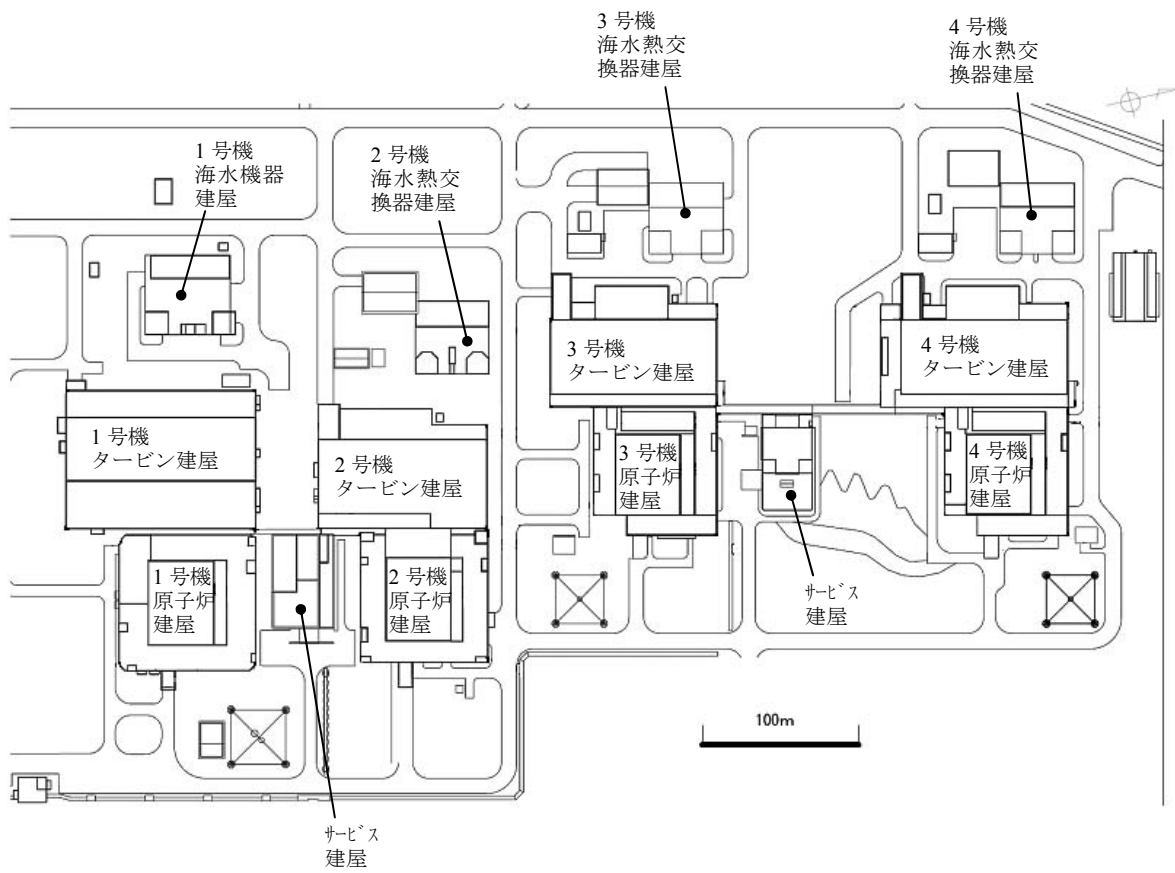 3 号機
海水熱交
換器建屋
4 号機
海水熱交
換器建屋
1 号機
海水機器
建屋
2 号機
海水熱交
換器建屋
3 号機
タービン建屋
4 号機
タービン建屋
1 号機
タービン建屋
2 号機
タービン建屋
3 号機
原子炉
建屋
4 号機
原子炉
建屋
1 号機
原子炉
建屋
2 号機
原子炉
建屋
サービス
建屋
100m
サービス
建屋